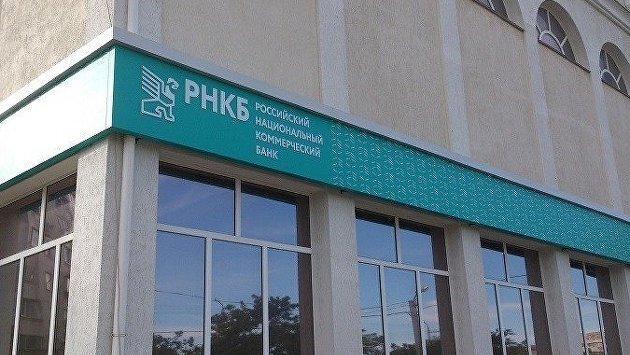 РНКБ
РОССИЙСКИЙ
НАЦИОНАЛЬНЫЙ
КОММЕРЧЕСКИЙ
БАНК